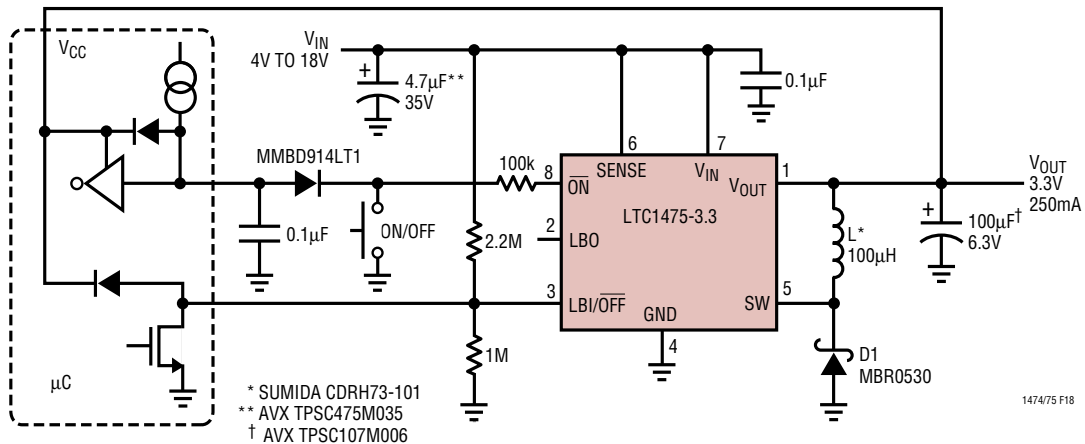 VCC
VIN
4V TO 18V
+
4.7µF**
35V
0.1µF
MMBD914LT1
100k
8
6
SENSE
7
VIN
ON
VOUT
1
VOUT
3.3V
250mA
LTC1475-3.3
+
100µF†
6.3V
0.1µF
ON/OFF
2
LBO
2.2M
L*
100µH
3
LBI/OFF
GND
4
SW
5
1M
D1
MBR0530
µC
* SUMIDA CDRH73-101
** AVX TPSC475M035
† AVX TPSC107M006
1474/75 F18